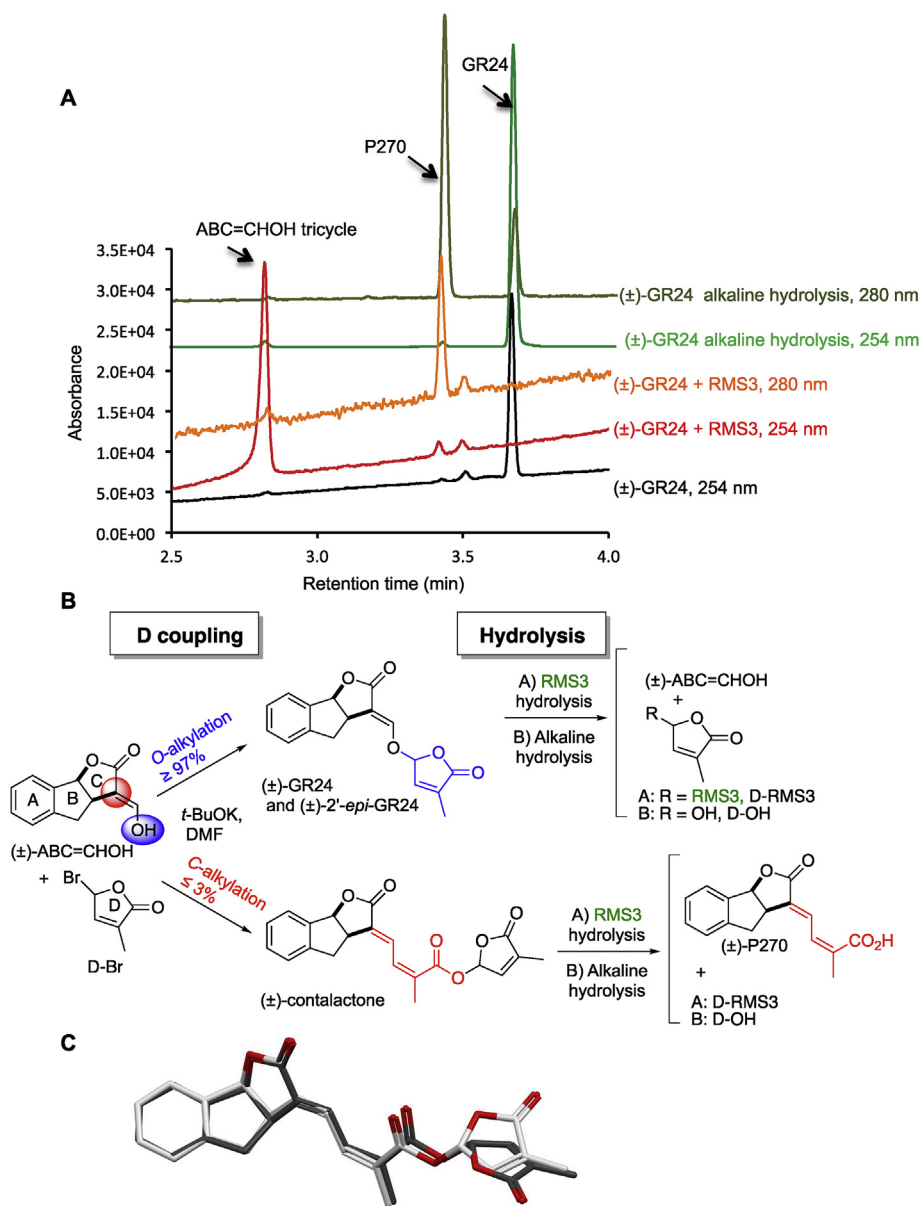 A
GR24
P270
ABC=CHOH tricycle
3.5E+04
3.0E+04
2.5E+04
2.0E+04
1.5E+04
1.0E+04
5.0E+03
0.0E+00
Absorbance
(±)-GR24 alkaline hydrolysis, 280 nm
(±)-GR24 alkaline hydrolysis, 254 nm
(±)-GR24 + RMS3, 280 nm
(±)-GR24 + RMS3, 254 nm
(±)-GR24, 254 nm
2.5 3.0 3.5 4.0
Retention time (min)
B
D coupling
Hydrolysis
O
O
A
B
C
OH
(±)-ABC=CHOH
+
Br
O
O
D
D-Br
O-alkylation
≥ 97%
t-BuOK,
DMF
C-alkylation
≤ 3%
O
O
O
O
O
(±)-GR24
and (±)-2'-epi-GR24
A) RMS3
hydrolysis
B) Alkaline
hydrolysis
(±)-ABC=CHOH
+
R
O
O
A: R = RMS3, D-RMS3
B: R = OH, D-OH
O
O
O
O
O
O
(±)-contalactone
A) RMS3
hydrolysis
B) Alkaline
hydrolysis
O
O
CO2H
(±)-P270
+
A: D-RMS3
B: D-OH
C